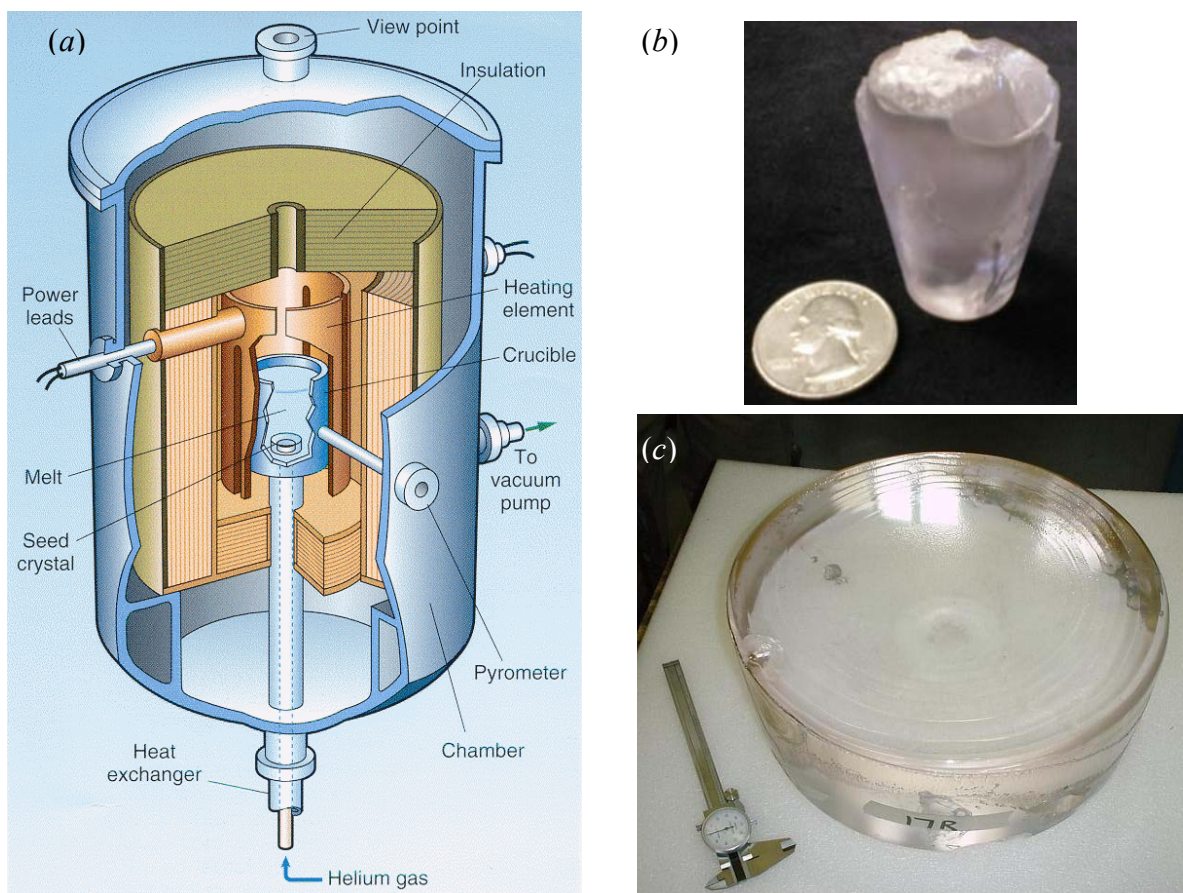 (a)
View point
Insulation
Power
leads
Heating
element
Crucible
Melt
To
vacuum
pump
Seed
crystal
Pyrometer
Chamber
Heat
exchanger
Helium gas
(b)
(c)
17R